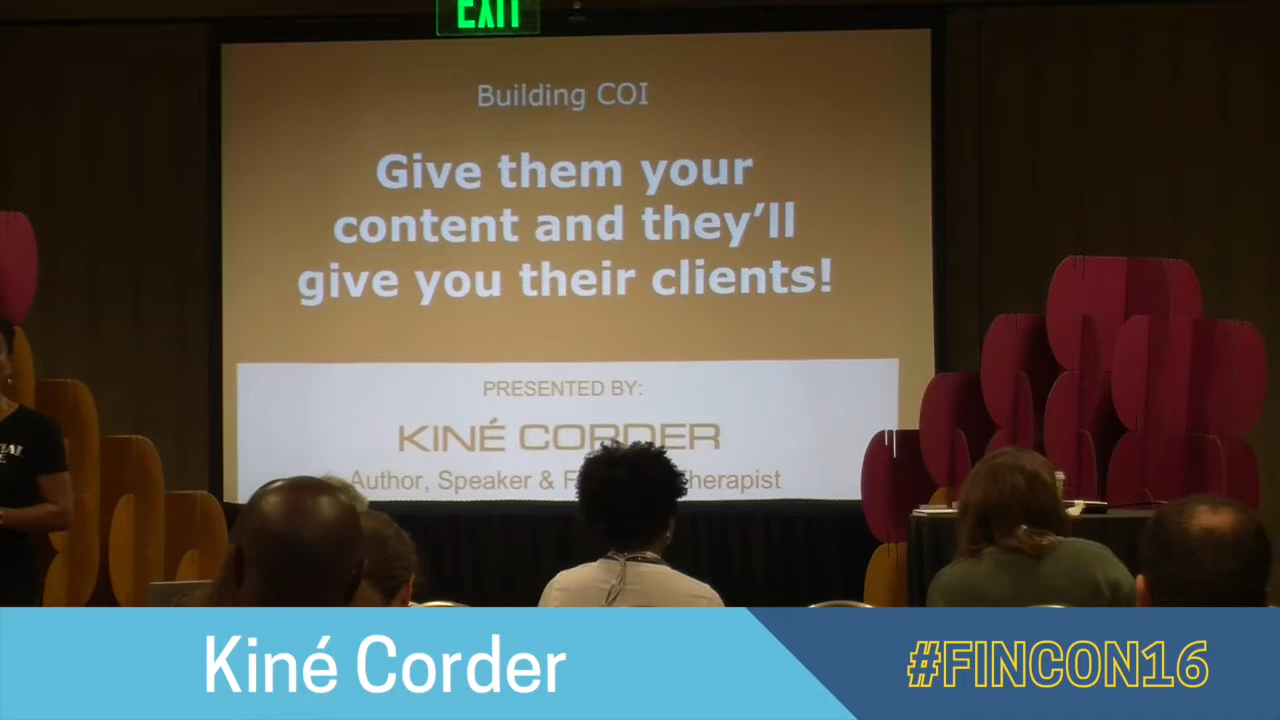 EXIT
Building COI
Give them your
content and they’ll
give you their clients!
PRESENTED BY:
KINÉ CORDER
Author, Speaker & Therapist
Kiné Corder
#FINCON16